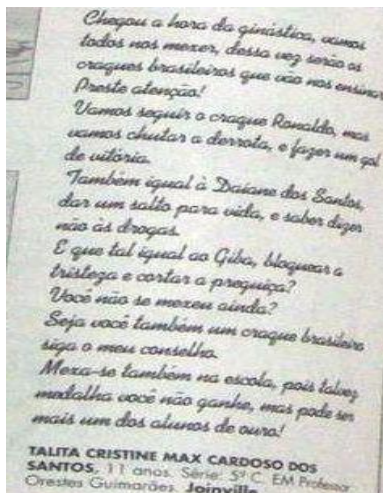 Chegou a hora da ginástica, vamos
todos nos mexer, dessa vez serão os
craques brasileiros que vão nos ensinar
Preste atenção!
Vamos seguir o craque Ronaldo, mas
vamos chutar a derrota, e fazer um gol
de vitória.
Também igual à Daiane dos Santos,
dar um salto para vida, e saber dizer
não às drogas.
E que tal igual ao Giba, bloquear a
tristeza e cortar a preguiça?
Você não se mexeu ainda?
Seja você também um craque brasileiro
siga o meu conselho.
Mexa-se também na escola, pois talvez
medalha você não ganhe, mas pode ser
mais um dos alunos de ouro!
TALITA CRISTINE MAX CARDOSO DOS
SANTOS, 11 anos. Série: 5ª C. EM Professor
Orestes Guimarães. Joinville